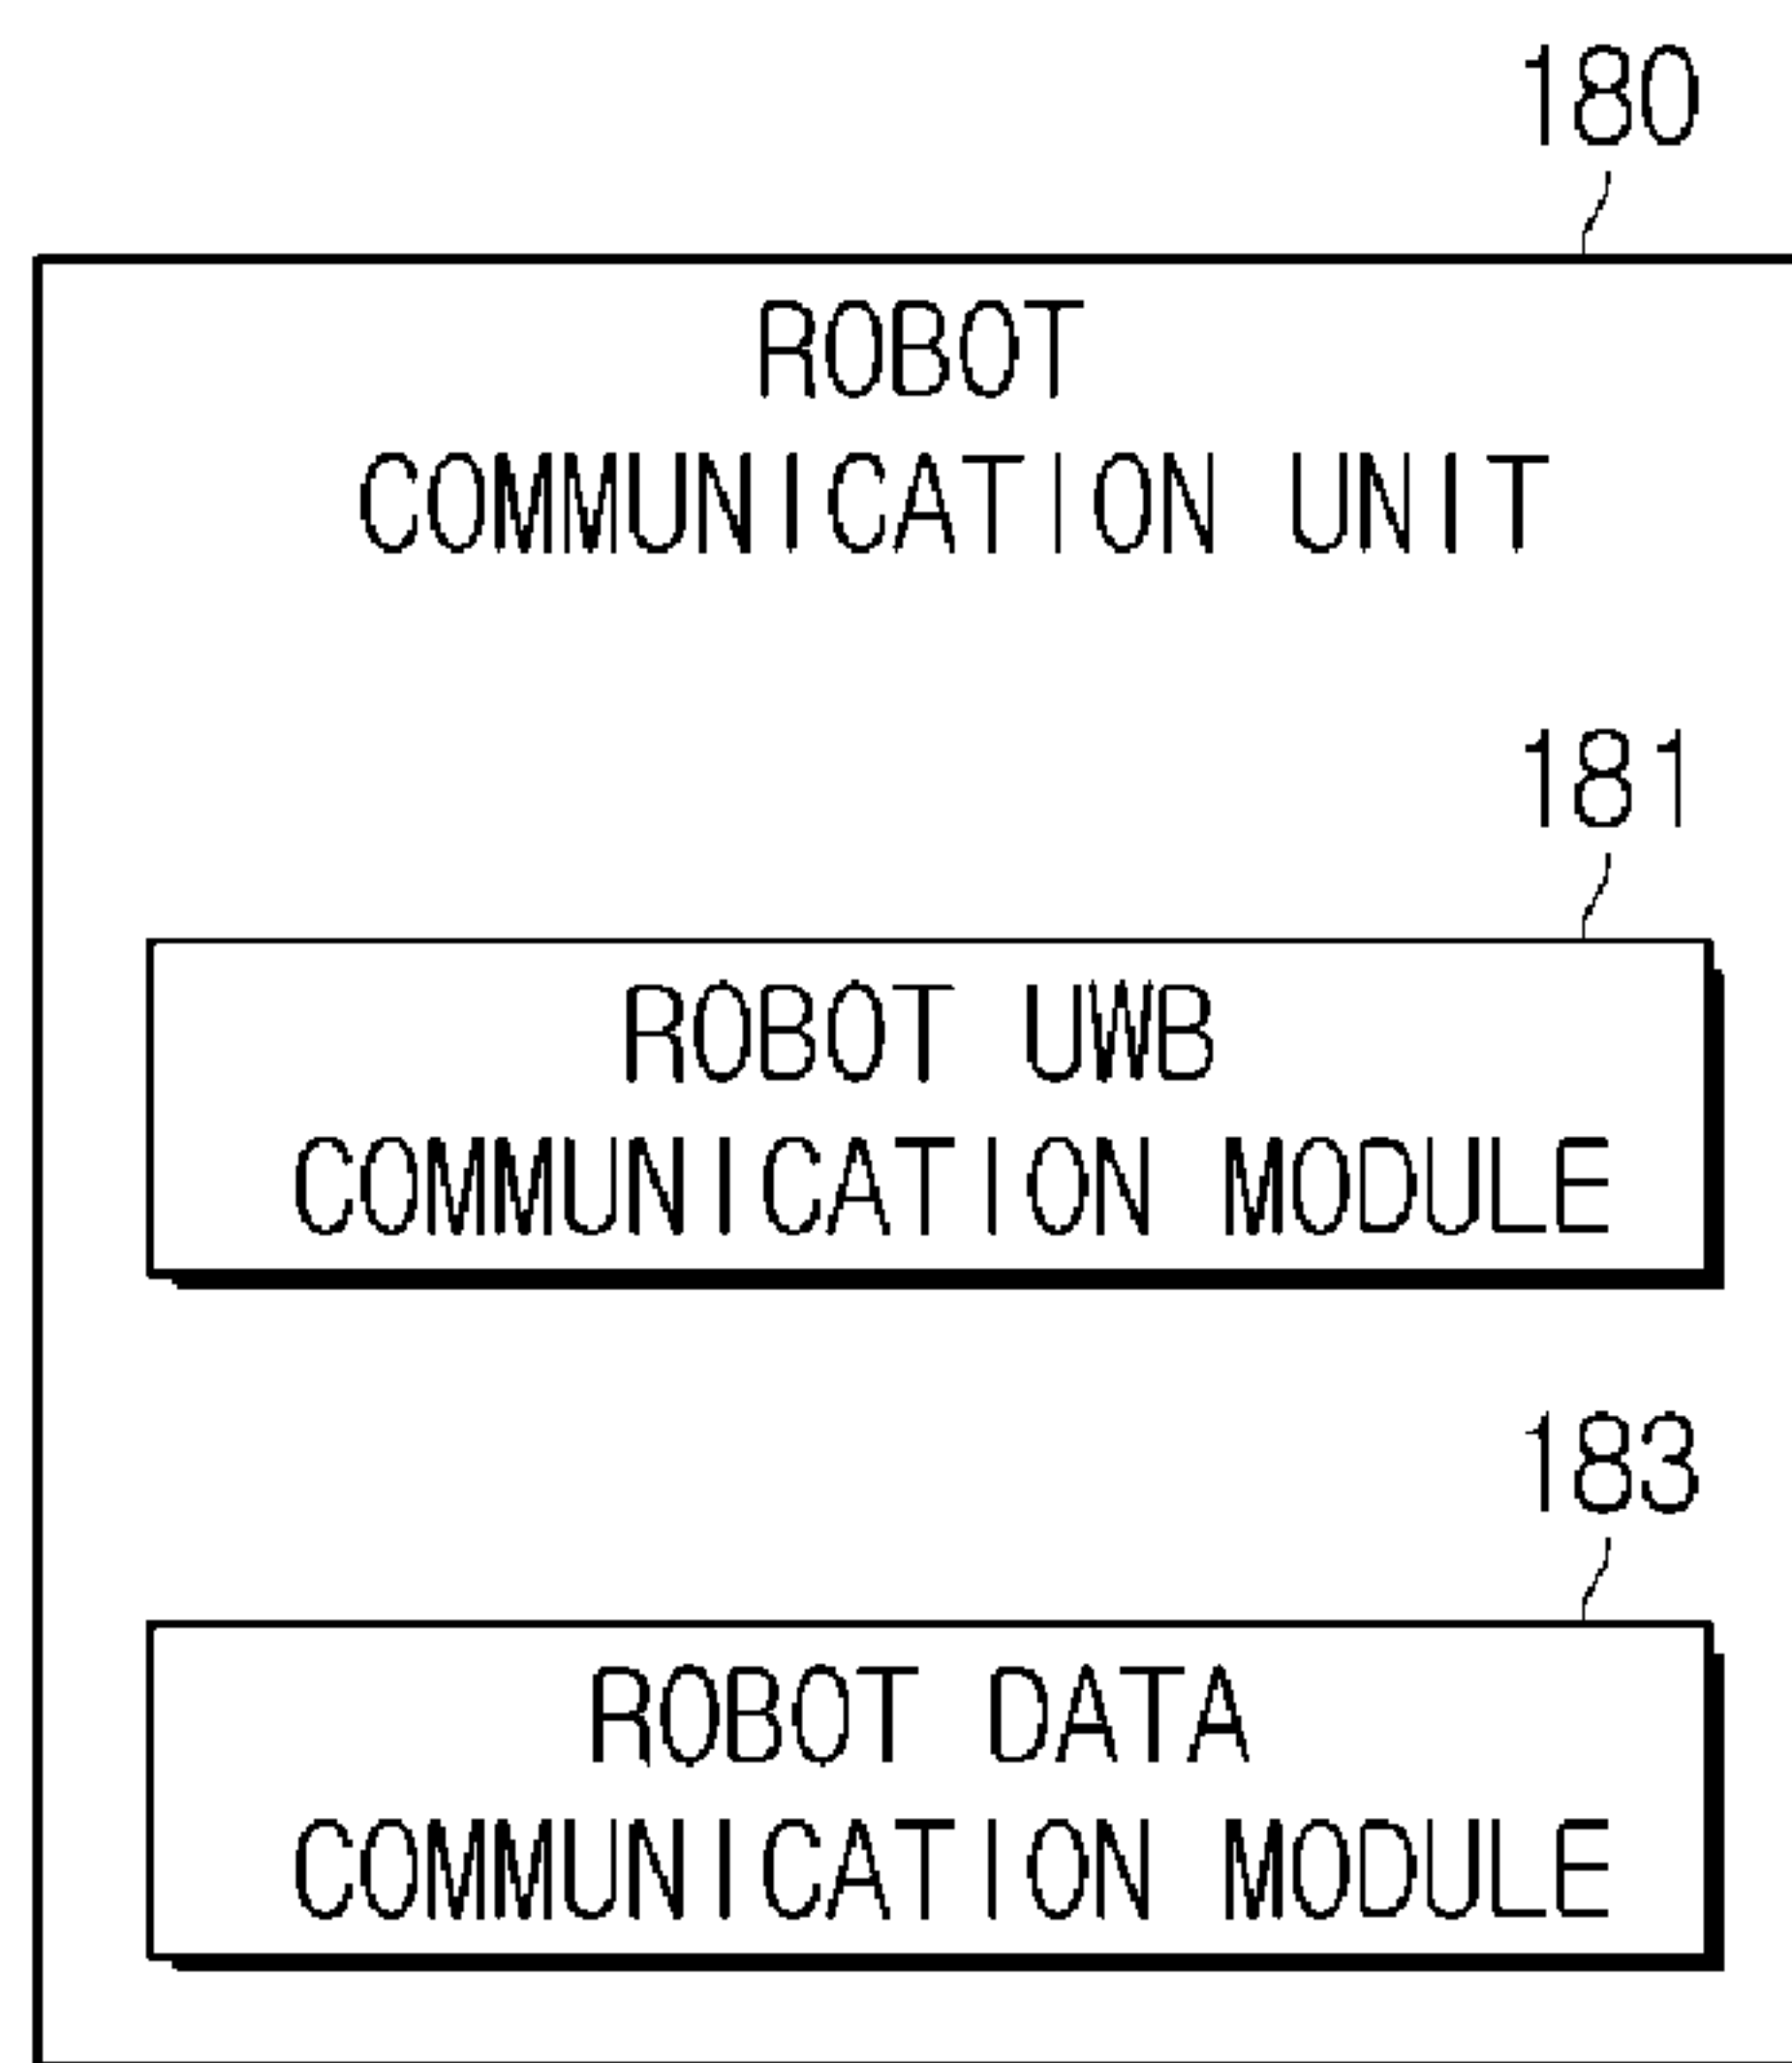 180
ROBOT
COMMUNICATION UNIT
181
ROBOT UWB
COMMUNICATION MODULE
183
ROBOT DATA
COMMUNICATION MODULE